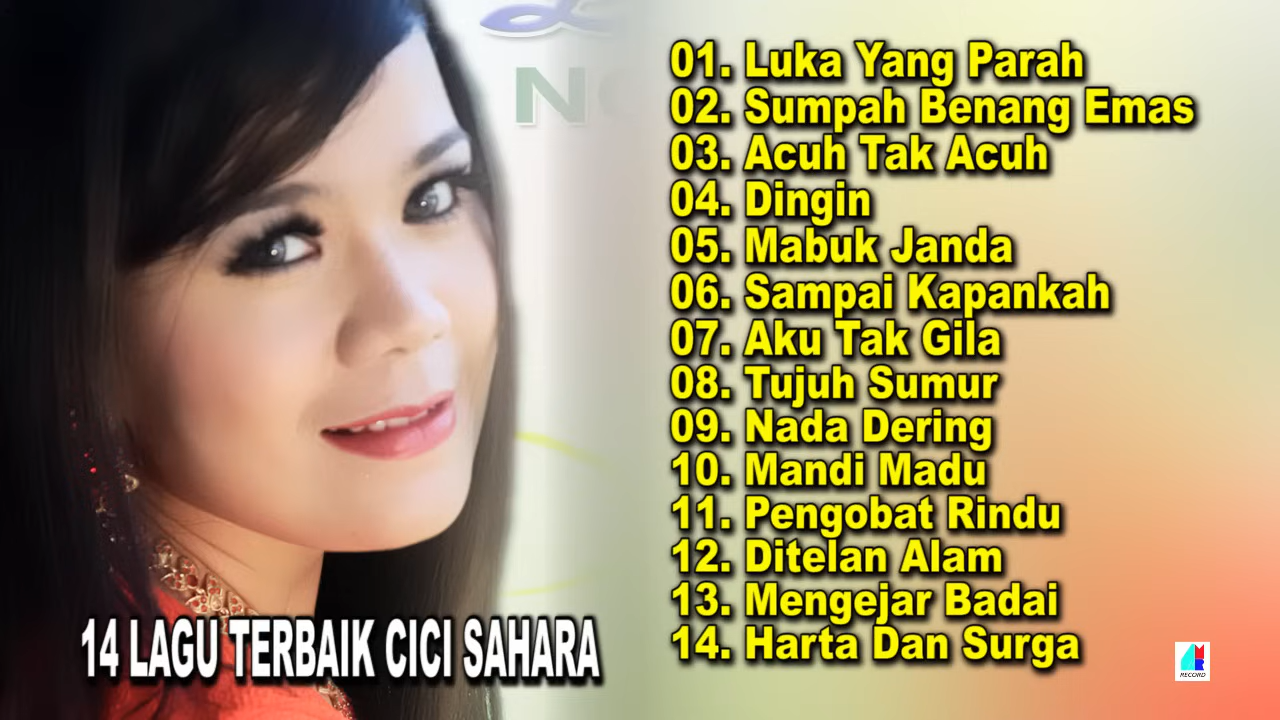 01. Luka Yang Parah
02. Sumpah Benang Emas
03. Acuh Tak Acuh
04. Dingin
05. Mabuk Janda
06. Sampai Kapankah
07. Aku Tak Gila
08. Tujuh Sumur
09. Nada Dering
10. Mandi Madu
11. Pengobat Rindu
12. Ditelan Alam
13. Mengejar Badai
14. Harta Dan Surga
14 LAGU TERBAIK CICI SAHARA
RECORD